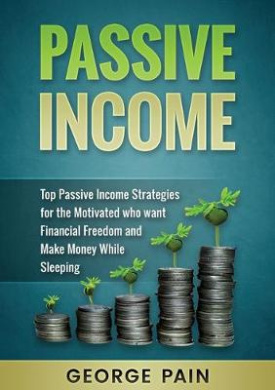 PASSIVE
INCOME
Top Passive Income Strategies
for the Motivated who want
Financial Freedom and
Make Money While
Sleeping
GEORGE PAIN